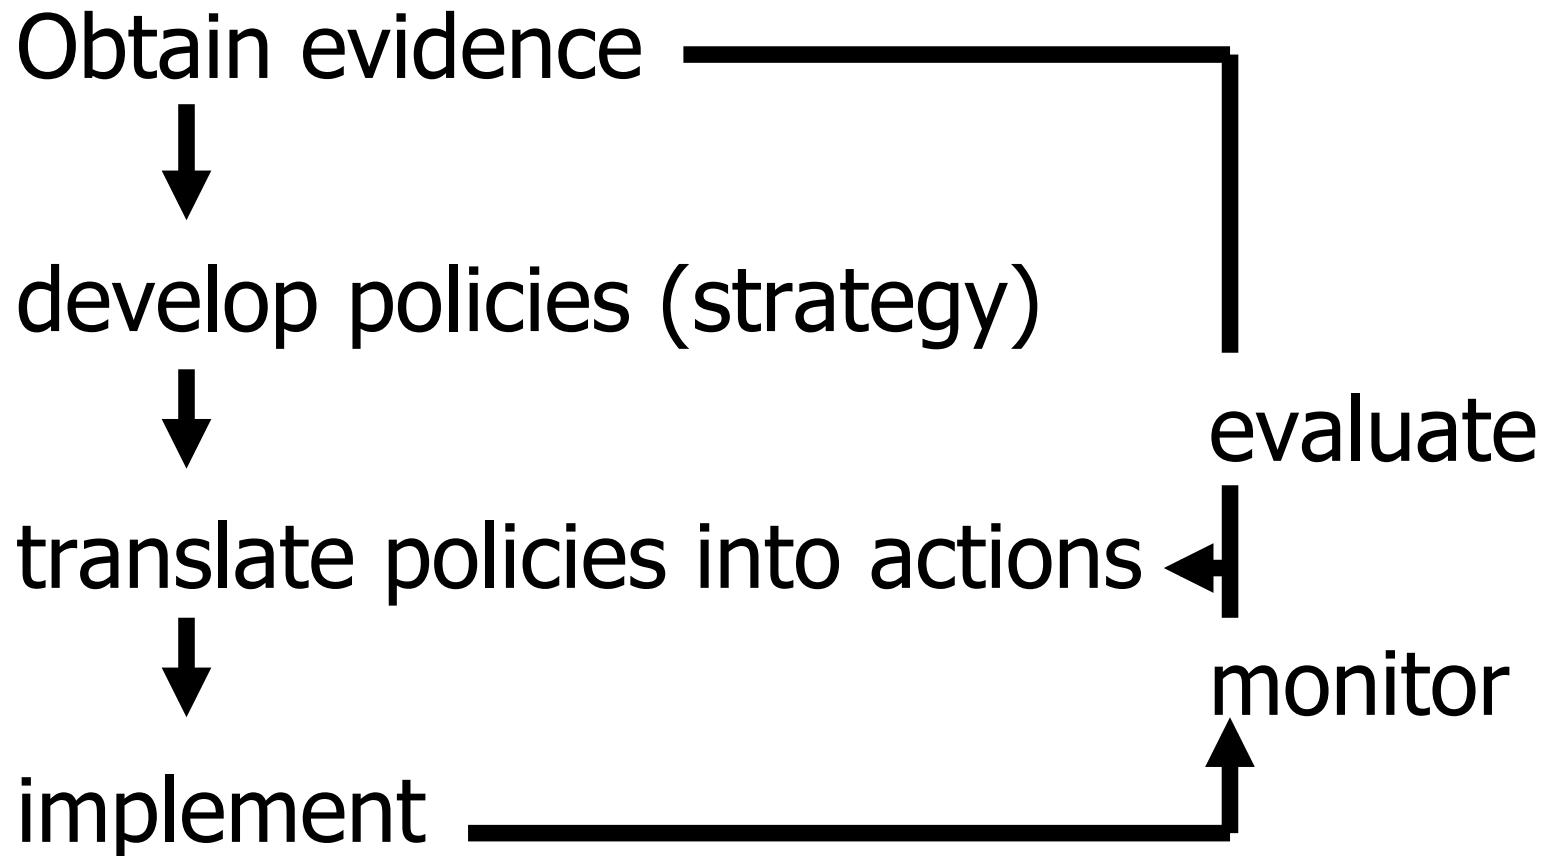 Obtain evidence
develop policies (strategy)
evaluate
translate policies into actions
monitor
implement